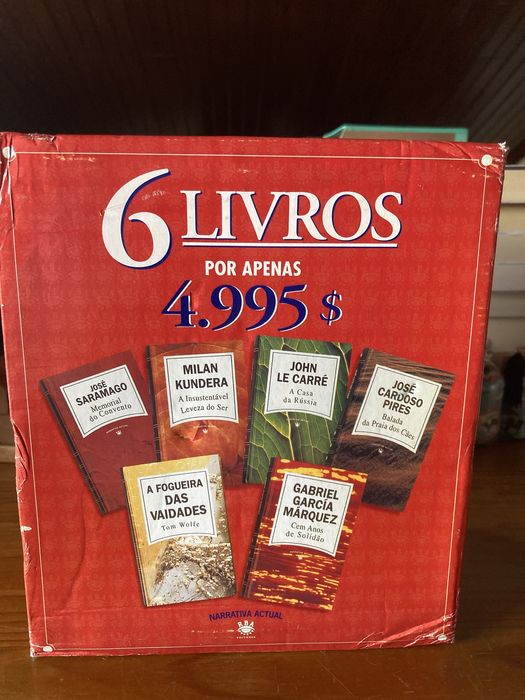 6 LIVROS
POR APENAS
4.995 $
JOSÉ
SARAMAGO
Memorial
do Convento
MILAN
KUNDERA
A Insustentável
Leveza do Ser
JOHN
LE CARRÉ
A Casa
da Rússia
JOSÉ
CARDOSO
PIRES
Balada
da Praia dos Cães
A FOGUEIRA
DAS
VAIDADES
Tom Wolfe
GABRIEL
GARCÍA
MÁRQUEZ
Cem Anos
de Solidão
NARRATIVA ACTUAL
RBA
EDITORES